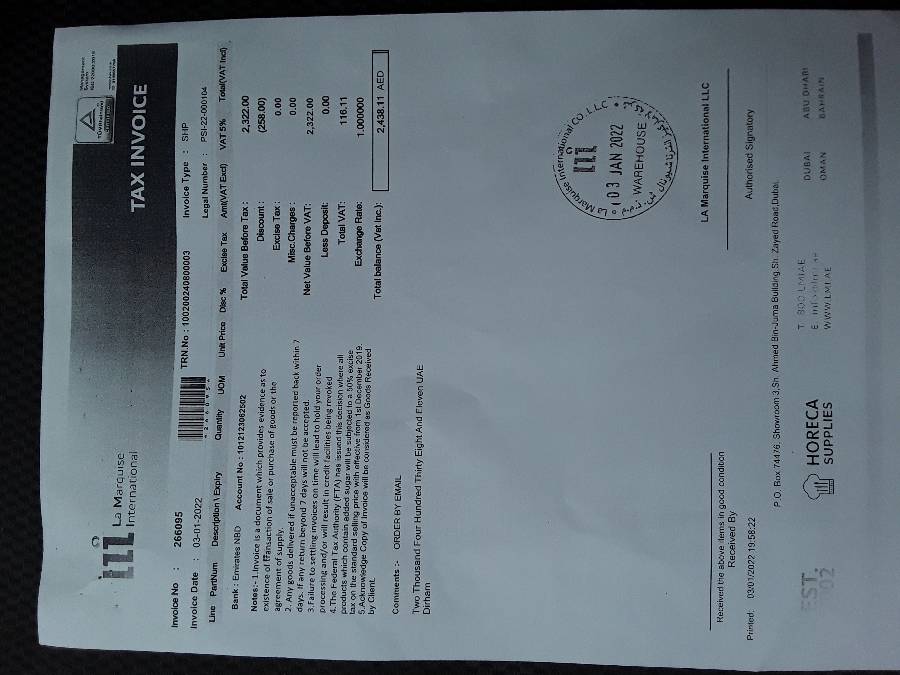 La Marquise
International
TAX INVOICE
Invoice No : 266095
TRN.No : 100200240800003
Invoice Type : SHP
Invoice Date : 03-01-2022
Legal Number : PSI-22-000104
Line PartNum Description \ Expiry Quantity UOM Unit Price Disc % Excise Tax Amt(VAT Excl) VAT 5% Total(VAT Incl)
Bank : Emirates NBD Account No : 1012123062502
Total Value Before Tax : 2,322.00
Discount : (258.00)
Excise Tax : 0.00
Misc.Charges : 0.00
Net Value Before VAT: 2,322.00
Less Deposit: 0.00
Total VAT: 116.11
Exchange Rate: 1.000000
Total balance (Vat Inc.): 2,438.11 AED
Notes:- 1.Invoice is a document which provides evidence as to
existence of transaction of sale or purchase of goods or the
agreement of supply.
2. Any goods delivered if unacceptable must be reported back within 7
days. If any return beyond 7 days will not be accepted.
3.Failure to settling invoices on time will lead to hold your order
processing and/or will result in credit facilities being revoked
4.The Federal Tax Authority (FTA) has issued this decision where all
products which contain added sugar will be subjected to a 50% excise
tax on the standard selling price with effective from 1st December 2019.
5.Acknowledge Copy of Invoice will be considered as Goods Received
by Client.
Comments :- ORDER BY EMAIL
Two Thousand Four Hundred Thirty Eight And Eleven UAE
Dirham
La Marquise International CO. L.L.C
03 JAN 2022
WAREHOUSE
LA Marquise International LLC
Received the above items in good condition
Received By
Authorised Signatory
Printed: 03/01/2022 19:58:22
P.O. Box 74476, Showroom 3,Sh. Ahmed Bin-Juma Building,Sh. Zayed Road,Dubai.
EST.
HORECA
SUPPLIES
T. 800 LMIAE
WWW.LMI.AE
DUBAI ABU DHABI
OMAN BAHRAIN